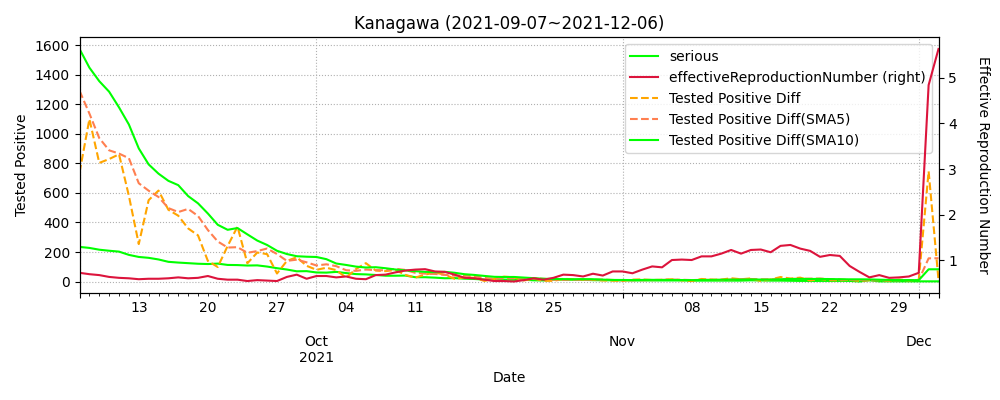 Kanagawa (2021-09-07~2021-12-06)
1600
1400
1200
1000
800
600
400
200
0
Tested Positive
serious
effectiveReproductionNumber (right)
Tested Positive Diff
Tested Positive Diff(SMA5)
Tested Positive Diff(SMA10)
5
4
3
2
1
Effective Reproduction Number
13 20 27 04 11 18 25 08 15 22 29
Oct Nov Dec
2021
Date